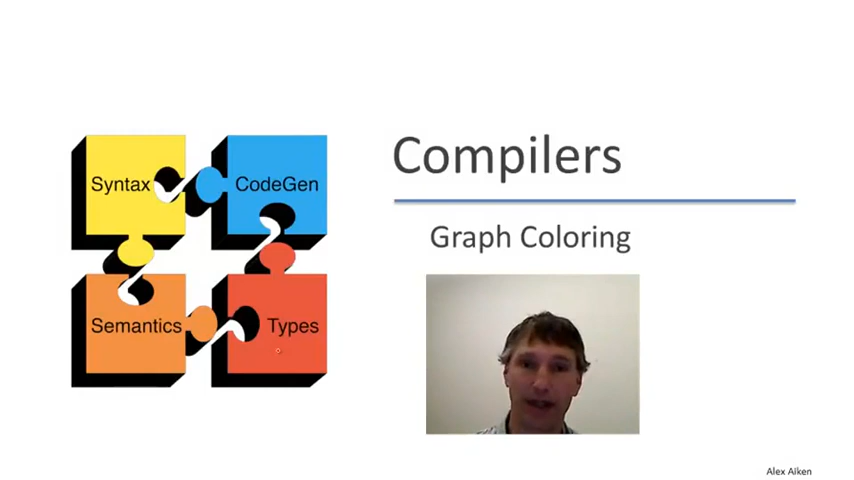 Compilers
Graph Coloring
Syntax
CodeGen
Semantics
Types
Alex Aiken